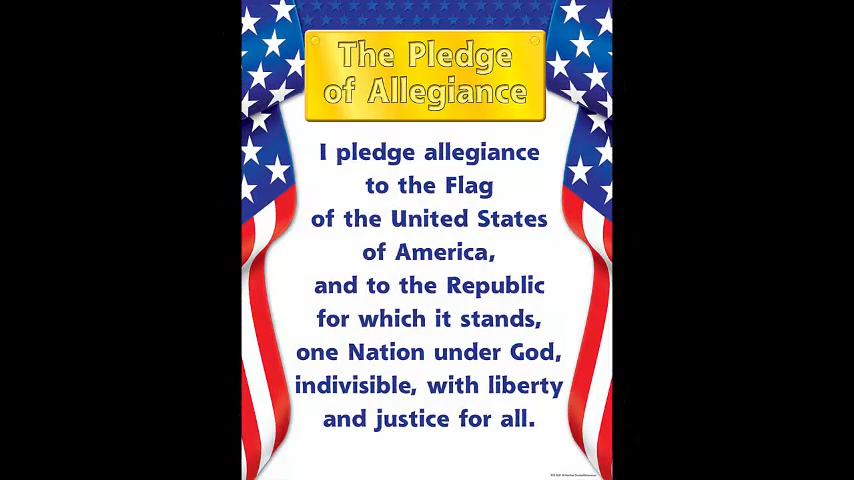 The Pledge
of Allegiance
I pledge allegiance
to the Flag
of the United States
of America,
and to the Republic
for which it stands,
one Nation under God,
indivisible, with liberty
and justice for all.